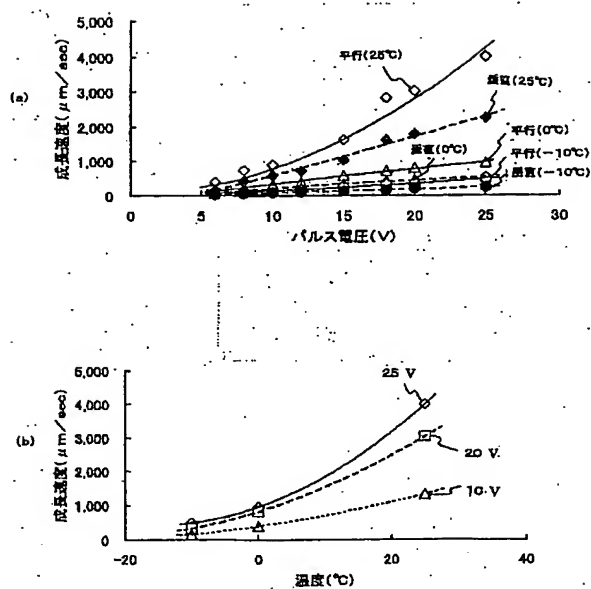 (a)
成長速度(μm/sec)
5,000
4,000
3,000
2,000
1,000
0
0
5
10
15
20
25
30
パルス電圧(V)
平行(25℃)
垂直(25℃)
平行(0℃)
垂直(0℃)
平行(-10℃)
垂直(-10℃)
(b)
成長速度(μm/sec)
5,000
4,000
3,000
2,000
1,000
0
-20
0
20
40
温度(℃)
25 V
20 V
10 V